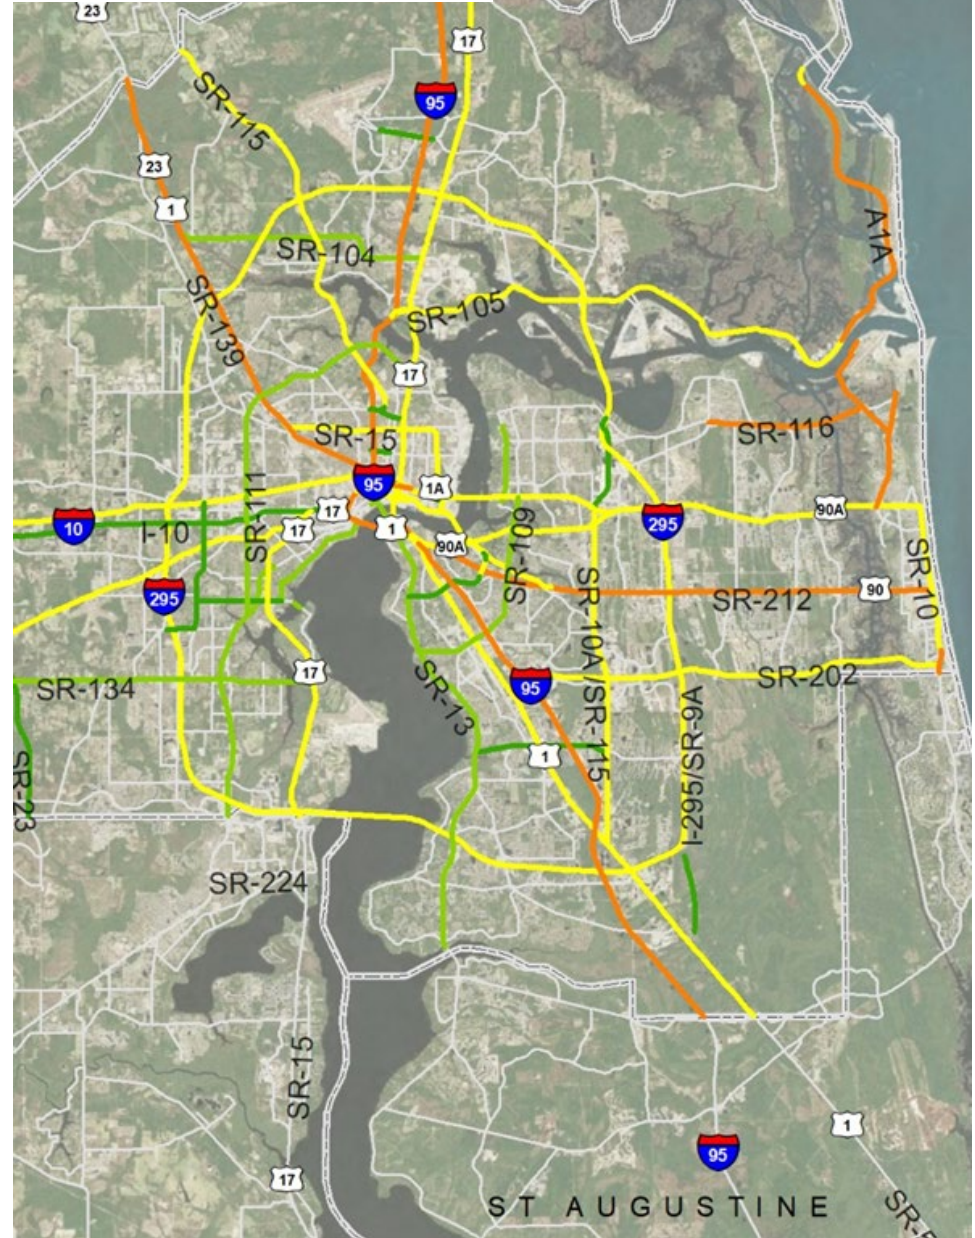 23
17
95
SR-115
23
1
A1A
SR-104
SR-139
SR-105
17
SR-15
SR-116
95
1A
10
I-10
SR-111
17
17
1
90A
SR-109
295
90A
295
SR-10A/SR-115
SR-212
90
SR-10
17
SR-134
SR-13
95
SR-202
1
I-295/SR-9A
SR-23
SR-224
SR-15
1
95
17
ST AUGUSTINE